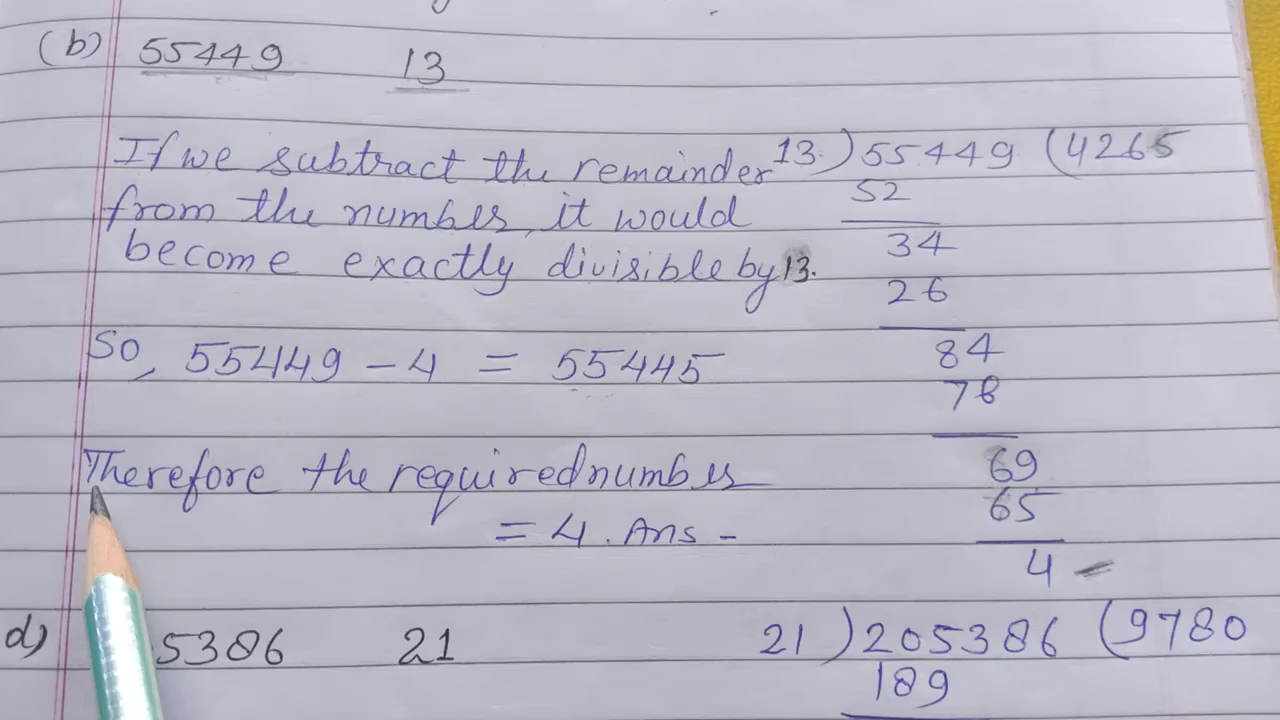 (b) 55449 13
If we subtract the remainder
from the number, it would
become exactly divisible by 13.
So, 55449 - 4 = 55445
Therefore the required number
= 4. Ans -
13.) 55449 (4265
52
34
26
84
78
69
65
4 -
d) 5386 21
21 ) 205386 (9780
189